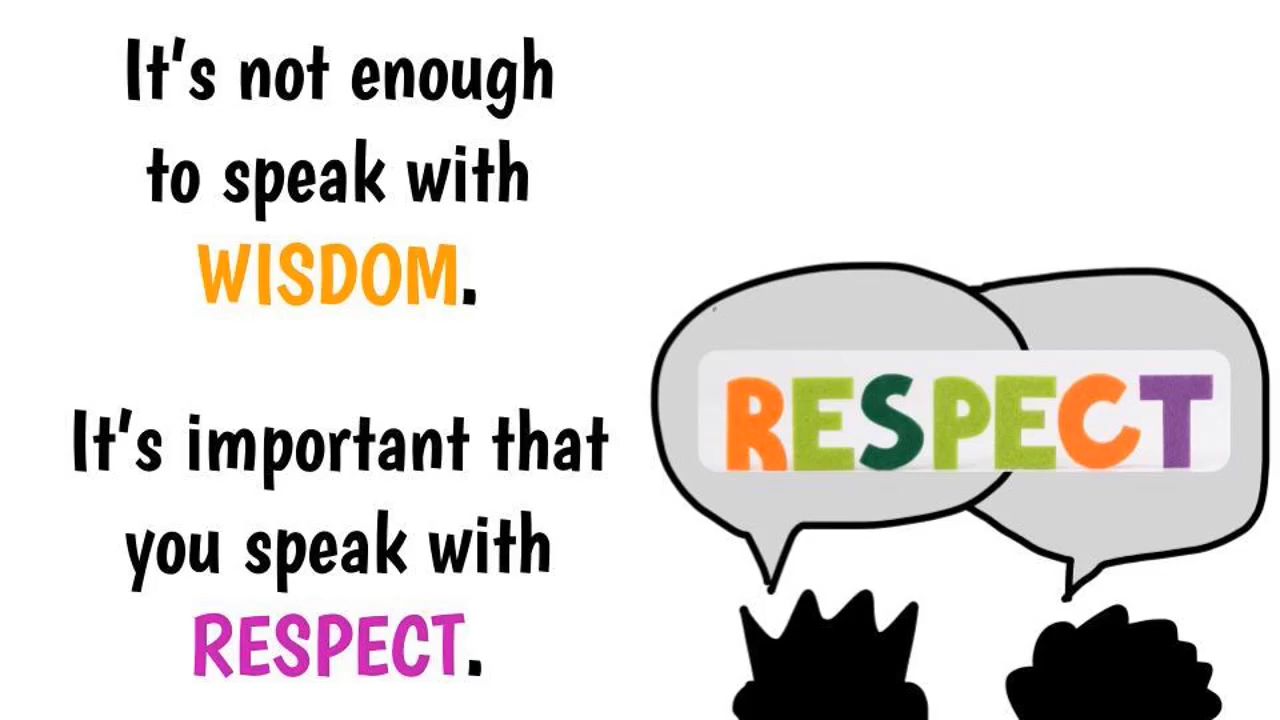 It's not enough
to speak with
WISDOM.
It's important that
you speak with
RESPECT.
RESPECT